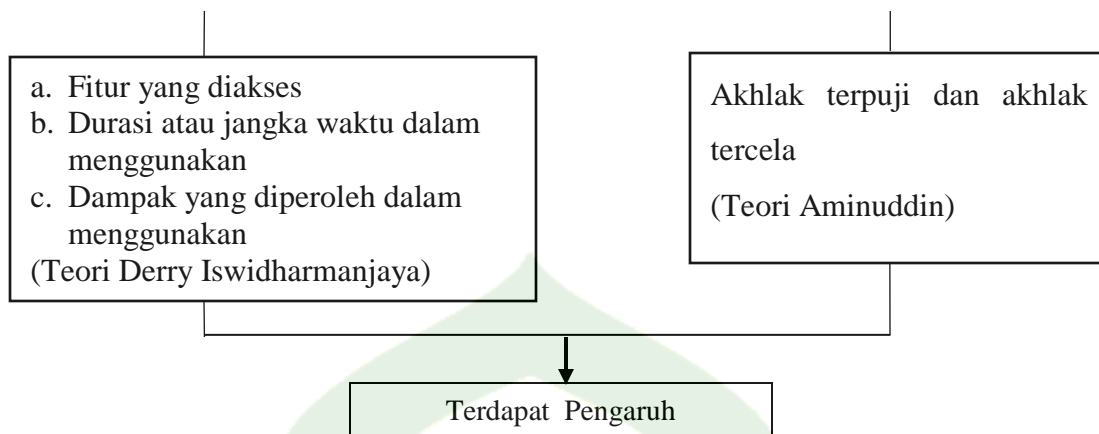 a. Fitur yang diakses
b. Durasi atau jangka waktu dalam
menggunakan
c. Dampak yang diperoleh dalam
menggunakan
(Teori Derry Iswidharmanjaya)
Akhlak terpuji dan akhlak
tercela
(Teori Aminuddin)
Terdapat Pengaruh